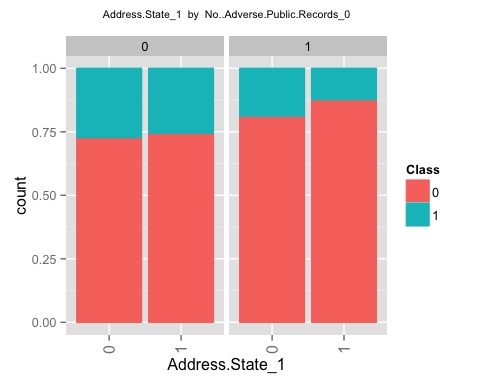 Address.State_1 by No..Adverse.Public.Records_0
0 1
1.00
0.75
0.50
0.25
0.00
count
0 1 0 1
Address.State_1
Class
0
1